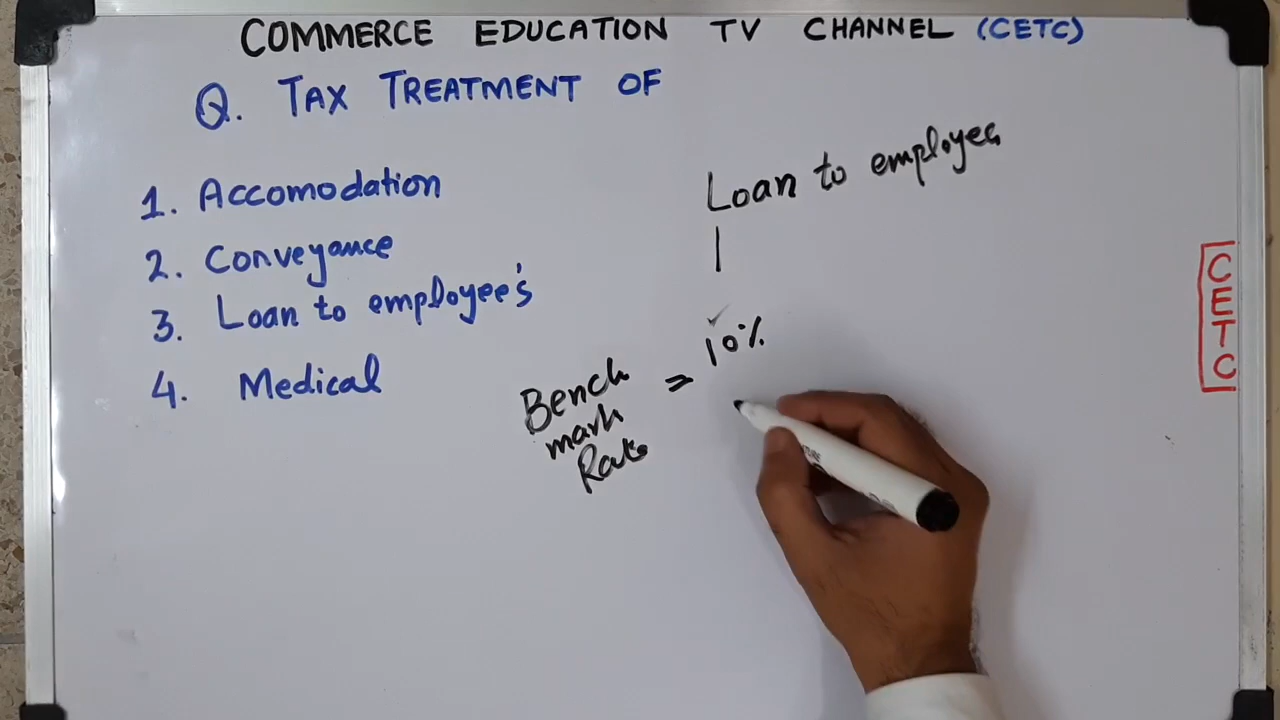 COMMERCE EDUCATION TV CHANNEL (CETC)
Q. TAX TREATMENT OF
1. Accomodation
2. Conveyance
3. Loan to employee's
4. Medical
Loan to employee
10%
Bench =
mark
Rate
CETC